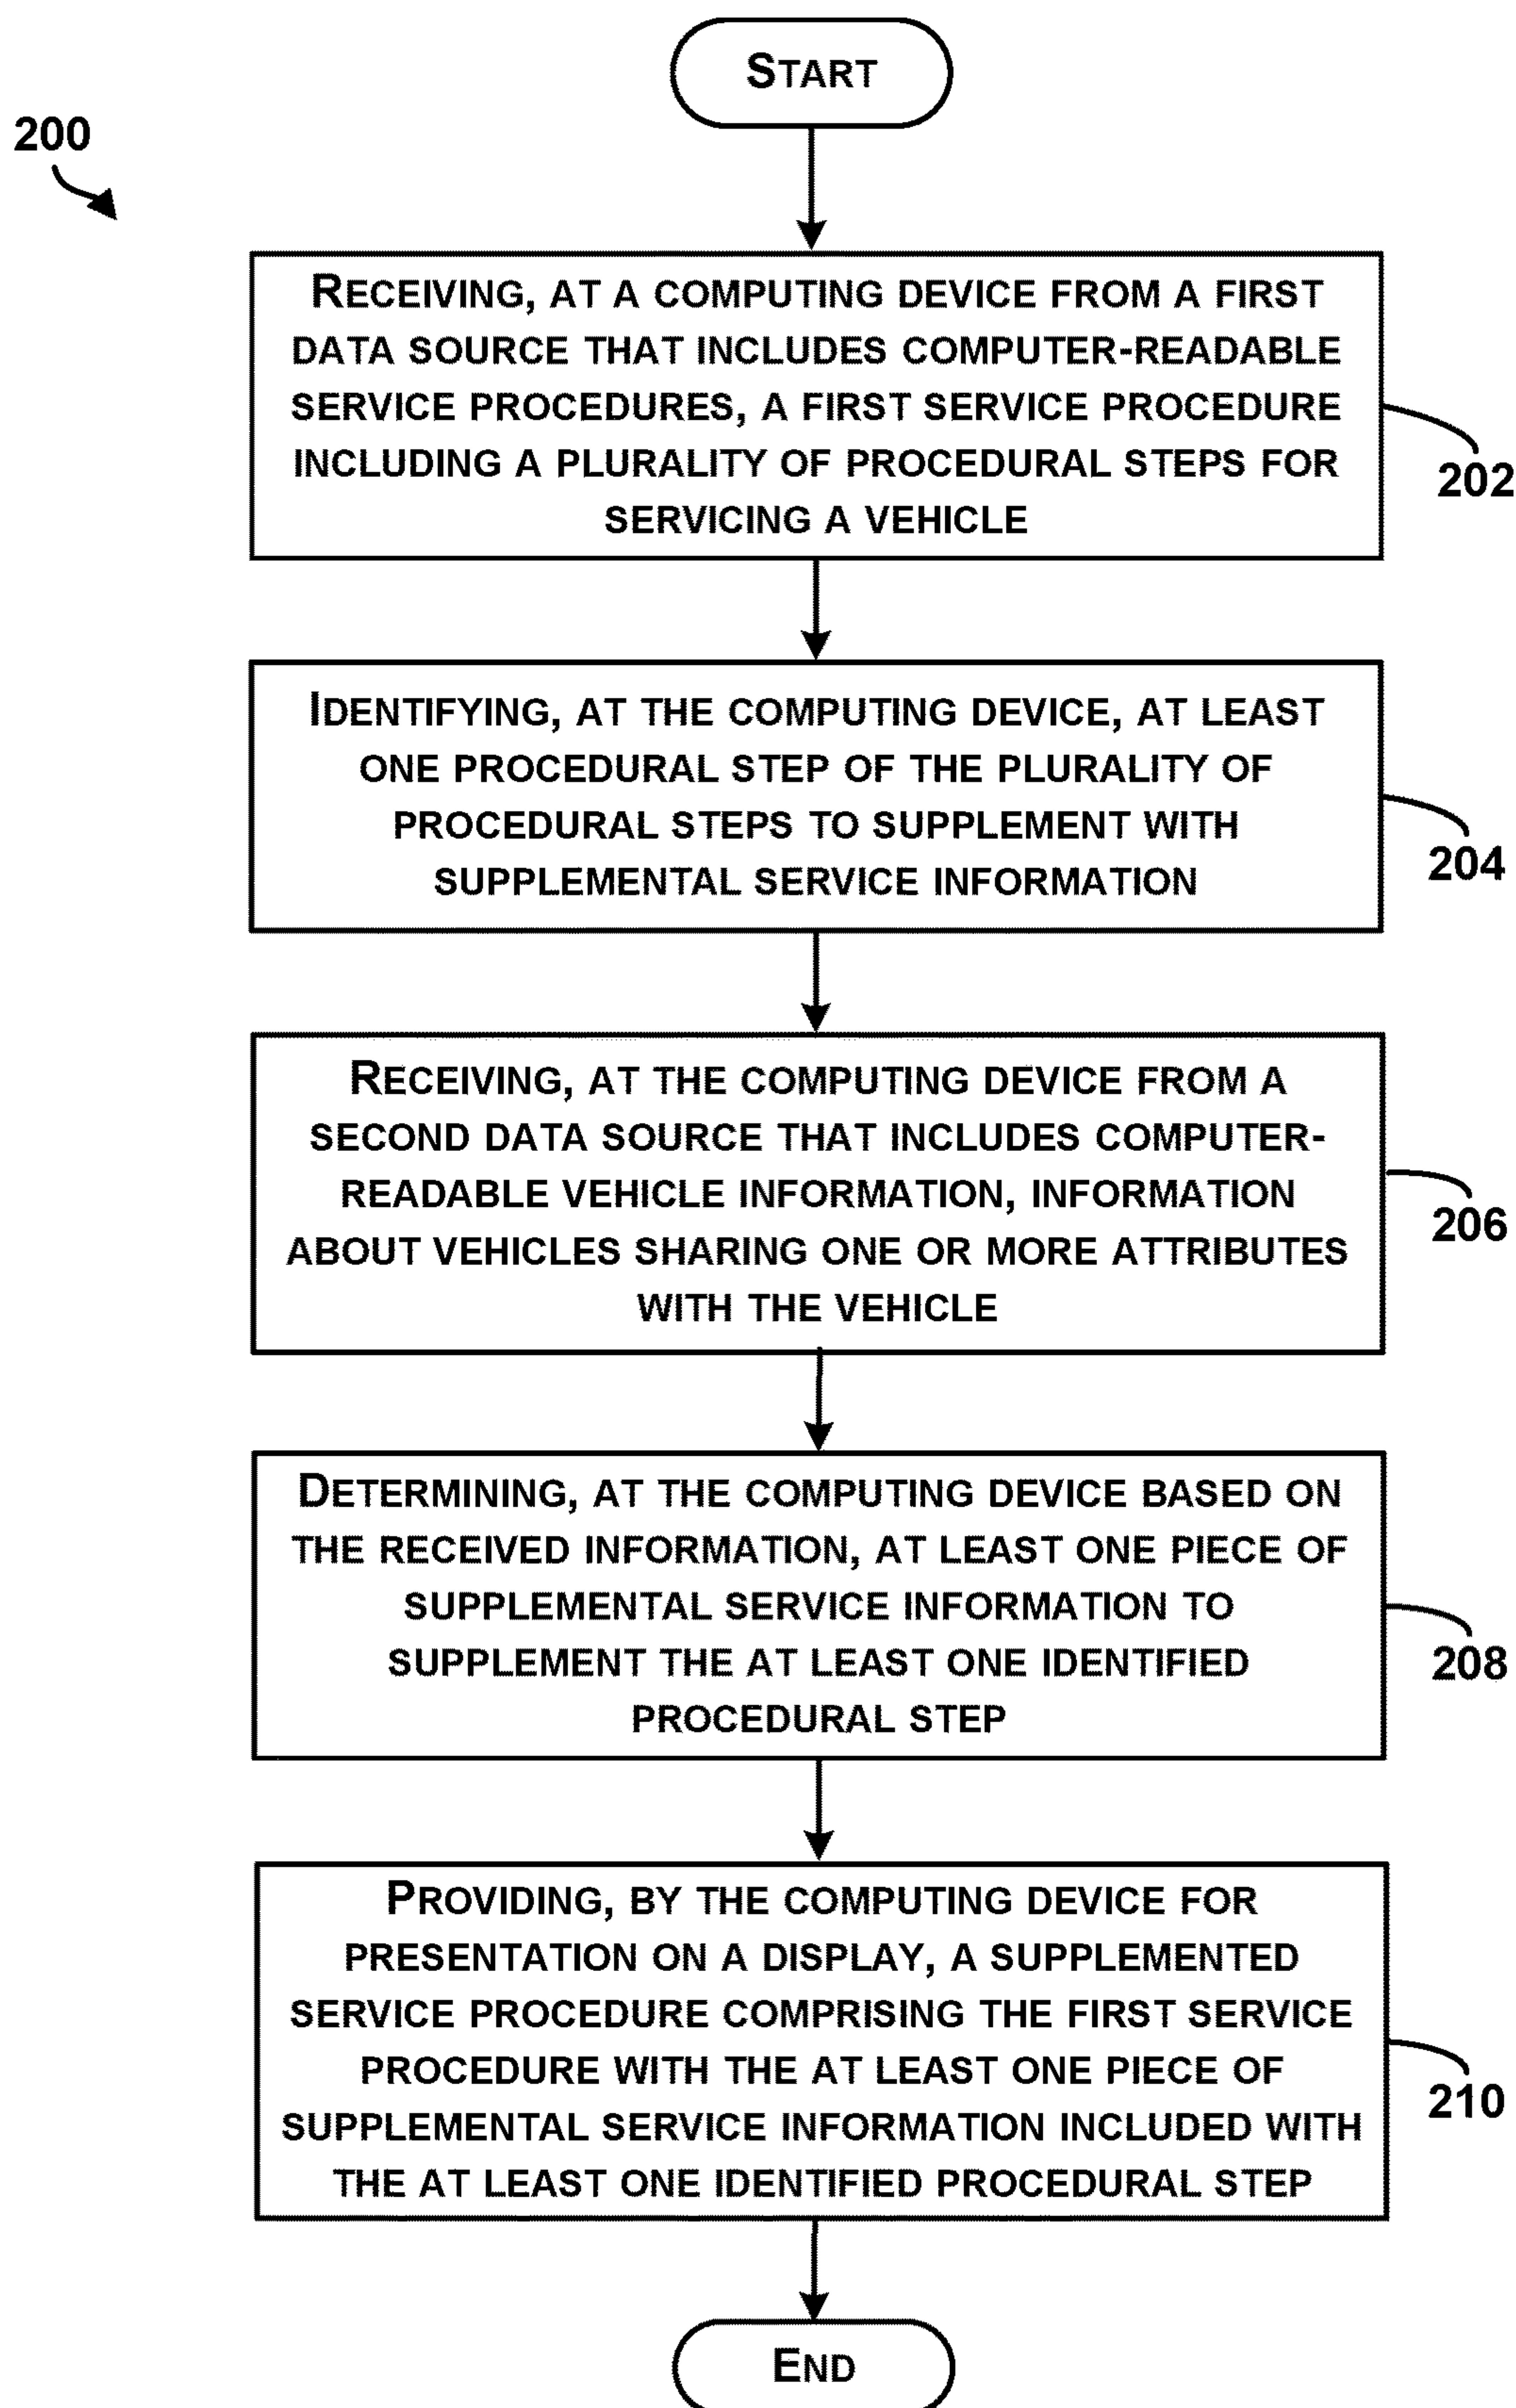 START
200
RECEIVING, AT A COMPUTING DEVICE FROM A FIRST
DATA SOURCE THAT INCLUDES COMPUTER-READABLE
SERVICE PROCEDURES, A FIRST SERVICE PROCEDURE
INCLUDING A PLURALITY OF PROCEDURAL STEPS FOR
SERVICING A VEHICLE
202
IDENTIFYING, AT THE COMPUTING DEVICE, AT LEAST
ONE PROCEDURAL STEP OF THE PLURALITY OF
PROCEDURAL STEPS TO SUPPLEMENT WITH
SUPPLEMENTAL SERVICE INFORMATION
204
RECEIVING, AT THE COMPUTING DEVICE FROM A
SECOND DATA SOURCE THAT INCLUDES COMPUTER-
READABLE VEHICLE INFORMATION, INFORMATION
ABOUT VEHICLES SHARING ONE OR MORE ATTRIBUTES
WITH THE VEHICLE
206
DETERMINING, AT THE COMPUTING DEVICE BASED ON
THE RECEIVED INFORMATION, AT LEAST ONE PIECE OF
SUPPLEMENTAL SERVICE INFORMATION TO
SUPPLEMENT THE AT LEAST ONE IDENTIFIED
PROCEDURAL STEP
208
PROVIDING, BY THE COMPUTING DEVICE FOR
PRESENTATION ON A DISPLAY, A SUPPLEMENTED
SERVICE PROCEDURE COMPRISING THE FIRST SERVICE
PROCEDURE WITH THE AT LEAST ONE PIECE OF
SUPPLEMENTAL SERVICE INFORMATION INCLUDED WITH
THE AT LEAST ONE IDENTIFIED PROCEDURAL STEP
210
END